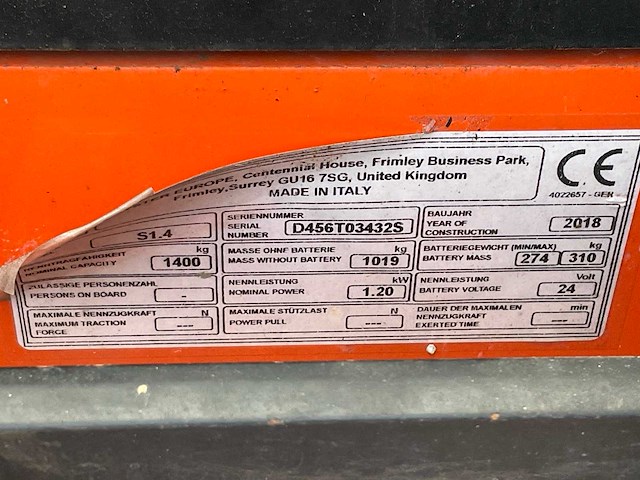 EUROPE, Centennial House, Frimley Business Park,
Frimley, Surrey GU16 7SG, United Kingdom
MADE IN ITALY
CE
4022657 - GER
S1.4
SERIENNUMMER
SERIAL NUMBER
D456T03432S
BAUJAHR
YEAR OF CONSTRUCTION
2018
NENNTRAGFÄHIGKEIT kg
NOMINAL CAPACITY 1400
MASSE OHNE BATTERIE kg
MASS WITHOUT BATTERY 1019
BATTERIEGEWICHT (MIN/MAX) kg
BATTERY MASS 274 310
ZULÄSSIGE PERSONENZAHL
PERSONS ON BOARD -
NENNLEISTUNG kW
NOMINAL POWER 1.20
NENNLEISTUNG Volt
BATTERY VOLTAGE 24
MAXIMALE NENNZUGKRAFT N
MAXIMUM TRACTION FORCE ---
MAXIMALE STÜTZLAST N
POWER PULL ---
DAUER DER MAXIMALEN NENNZUGKRAFT min
EXERTED TIME ---